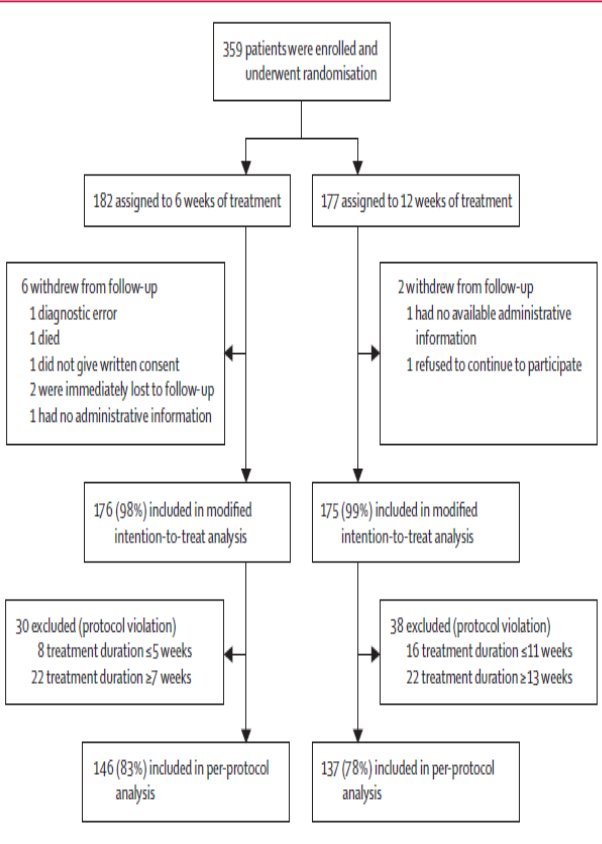 359 patients were enrolled and
underwent randomisation
182 assigned to 6 weeks of treatment
177 assigned to 12 weeks of treatment
6 withdrew from follow-up
1 diagnostic error
1 died
1 did not give written consent
2 were immediately lost to follow-up
1 had no administrative information
2 withdrew from follow-up
1 had no available administrative
information
1 refused to continue to participate
176 (98%) included in modified
intention-to-treat analysis
175 (99%) included in modified
intention-to-treat analysis
30 excluded (protocol violation)
8 treatment duration ≤5 weeks
22 treatment duration ≥7 weeks
38 excluded (protocol violation)
16 treatment duration ≤11 weeks
22 treatment duration ≥13 weeks
146 (83%) included in per-protocol
analysis
137 (78%) included in per-protocol
analysis